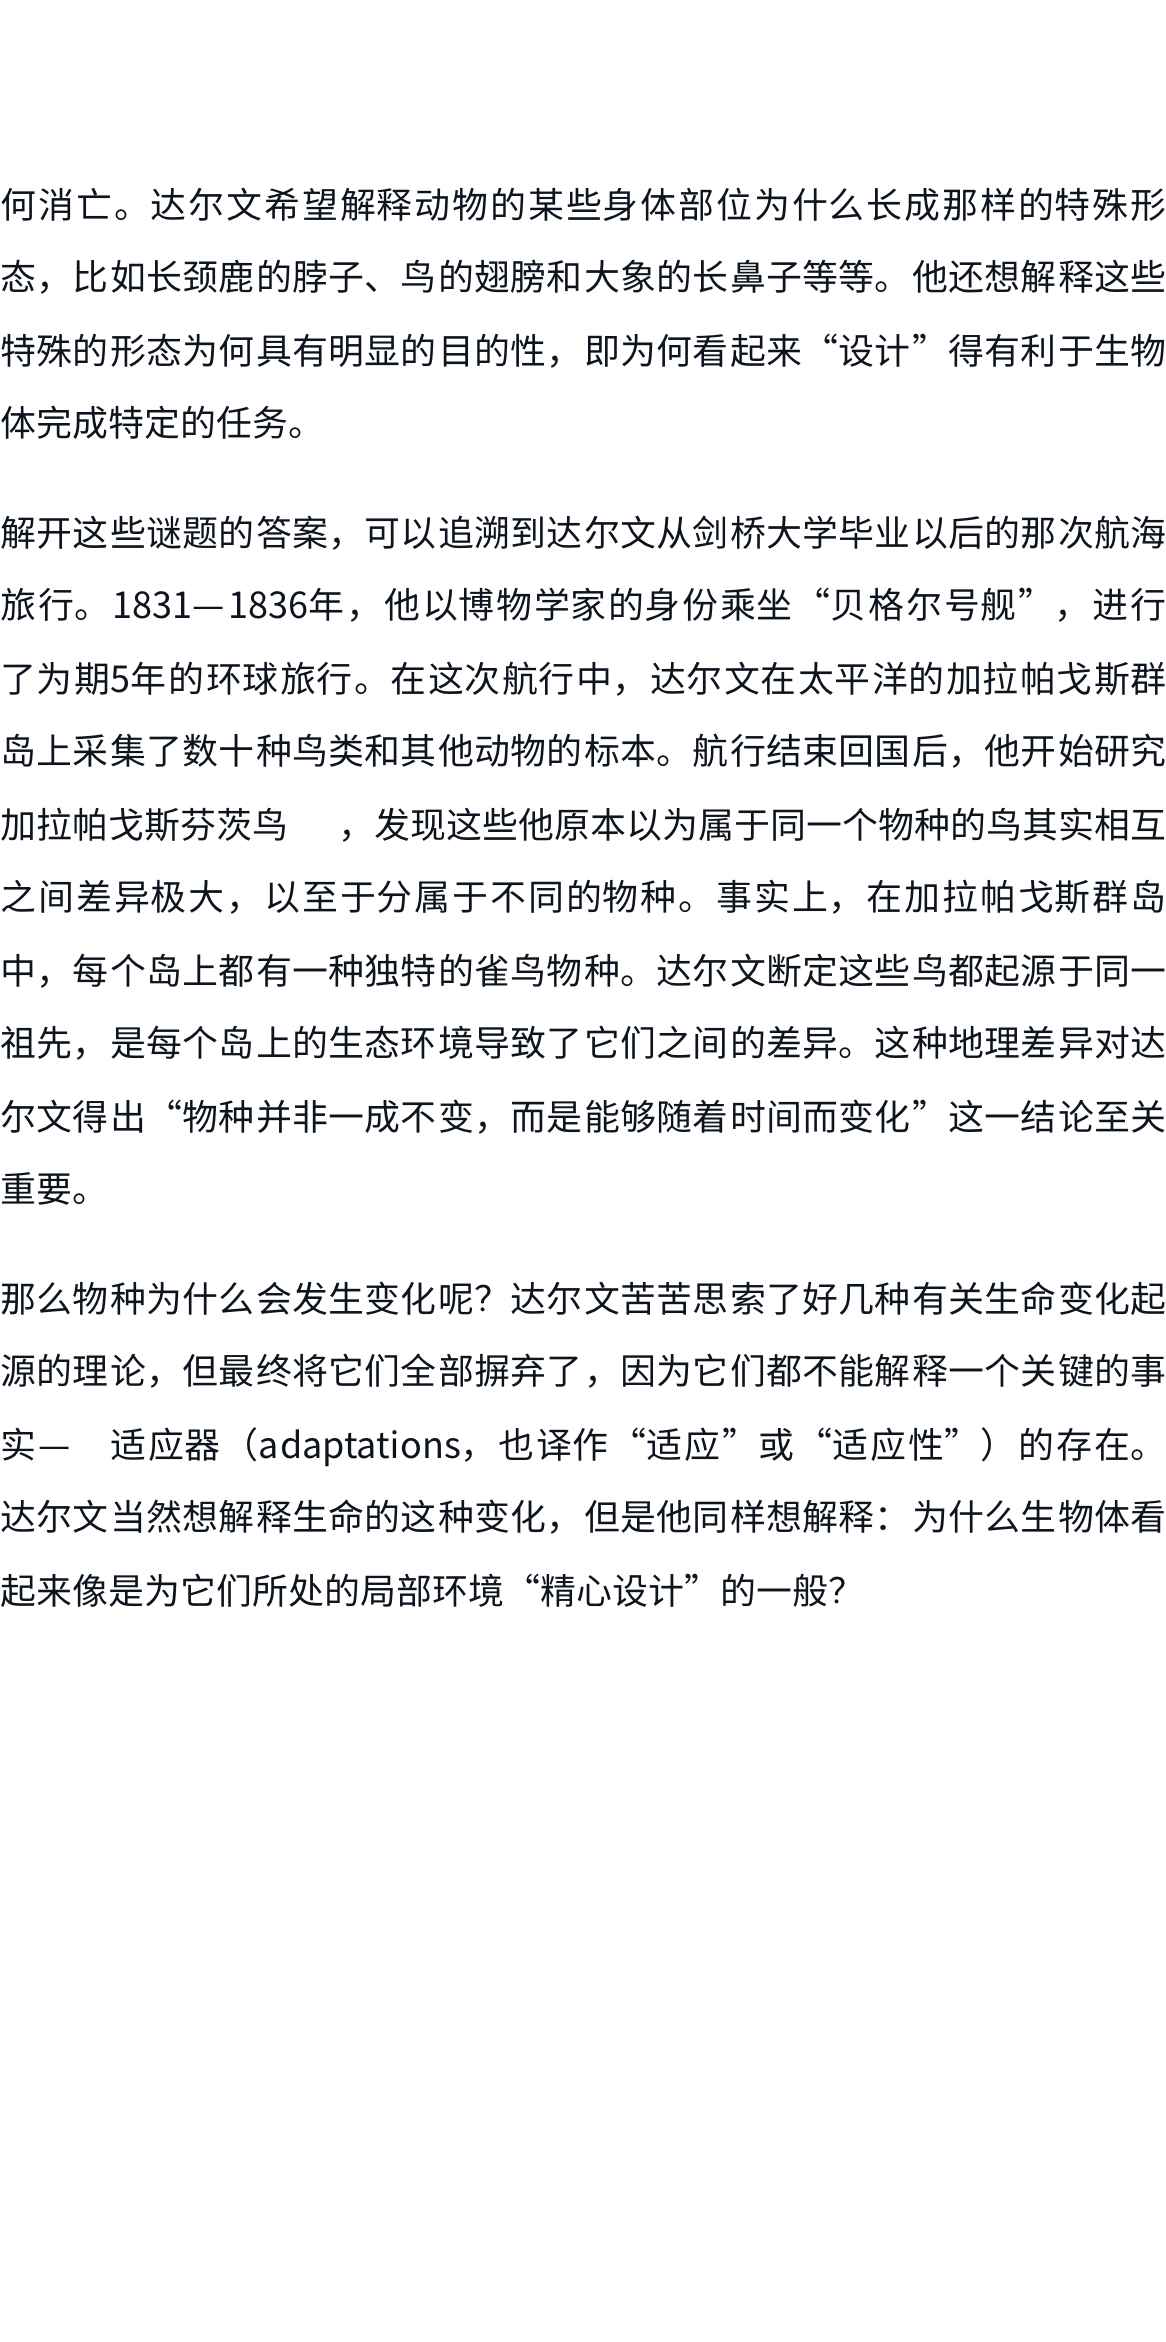 何消亡。达尔文希望解释动物的某些身体部位为什么长成那样的特殊形
态，比如长颈鹿的脖子、鸟的翅膀和大象的长鼻子等等。他还想解释这些
特殊的形态为何具有明显的目的性，即为何看起来“设计”得有利于生物
体完成特定的任务。
解开这些谜题的答案，可以追溯到达尔文从剑桥大学毕业以后的那次航海
旅行。1831—1836年，他以博物学家的身份乘坐“贝格尔号舰”，进行
了为期5年的环球旅行。在这次航行中，达尔文在太平洋的加拉帕戈斯群
岛上采集了数十种鸟类和其他动物的标本。航行结束回国后，他开始研究
加拉帕戈斯芬茨鸟 ，发现这些他原本以为属于同一个物种的鸟其实相互
之间差异极大，以至于分属于不同的物种。事实上，在加拉帕戈斯群岛
中，每个岛上都有一种独特的雀鸟物种。达尔文断定这些鸟都起源于同一
祖先，是每个岛上的生态环境导致了它们之间的差异。这种地理差异对达
尔文得出“物种并非一成不变，而是能够随着时间而变化”这一结论至关
重要。
那么物种为什么会发生变化呢？达尔文苦苦思索了好几种有关生命变化起
源的理论，但最终将它们全部摒弃了，因为它们都不能解释一个关键的事
实— 适应器（adaptations，也译作“适应”或“适应性”）的存在。
达尔文当然想解释生命的这种变化，但是他同样想解释：为什么生物体看
起来像是为它们所处的局部环境“精心设计”的一般？